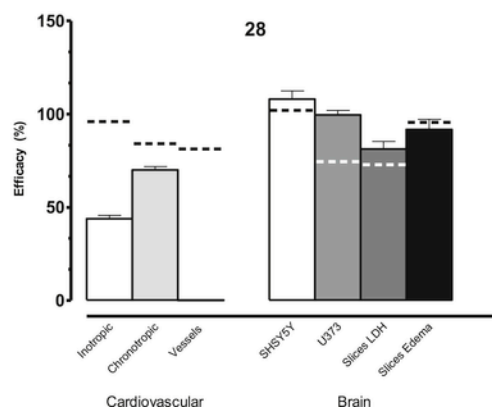 28
Efficacy (%)
150
100
50
0
Inotropic
Chronotropic
Vessels
SHSY5Y
U373
Slices LDH
Slices Edema
Cardiovascular
Brain